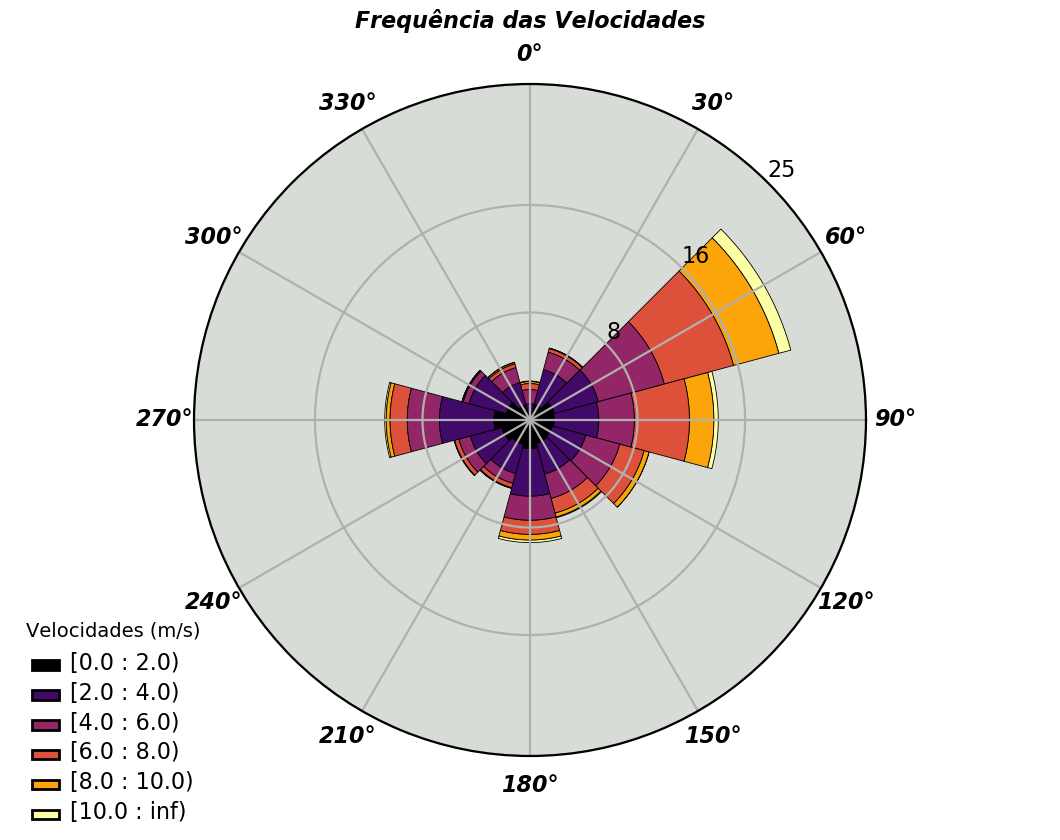 Frequência das Velocidades
0°
330°
30°
25
300°
60°
16
8
270°
90°
240°
120°
210°
150°
180°
Velocidades (m/s)
[0.0 : 2.0)
[2.0 : 4.0)
[4.0 : 6.0)
[6.0 : 8.0)
[8.0 : 10.0)
[10.0 : inf)